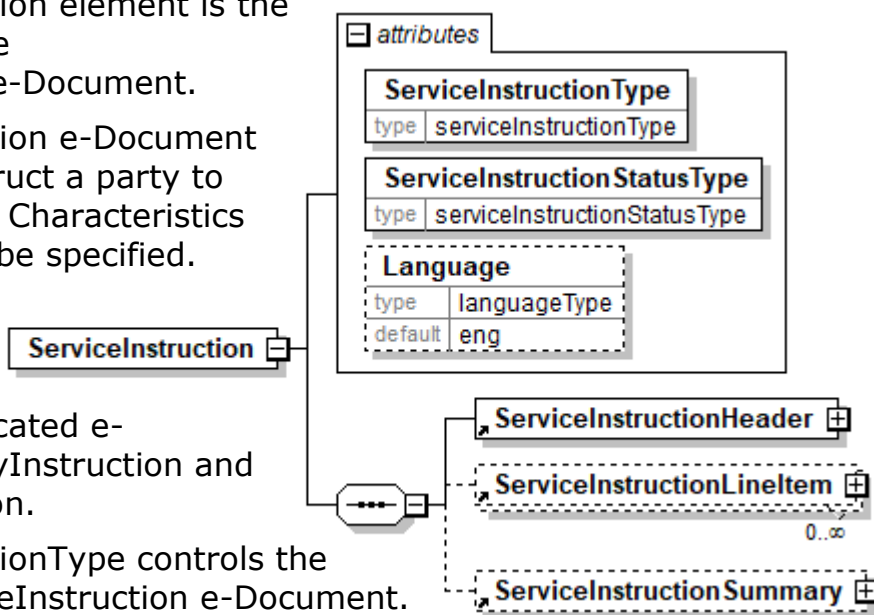 ion element is the
e
e-Document.
ion e-Document
ruct a party to
Characteristics
be specified.
cated e-
yInstruction and
on.
ionType controls the
eInstruction e-Document.
attributes
ServiceInstructionType
type serviceInstructionType
ServiceInstructionStatusType
type serviceInstructionStatusType
Language
type languageType
default eng
ServiceInstruction
ServiceInstructionHeader
ServiceInstructionLineItem
0..∞
ServiceInstructionSummary